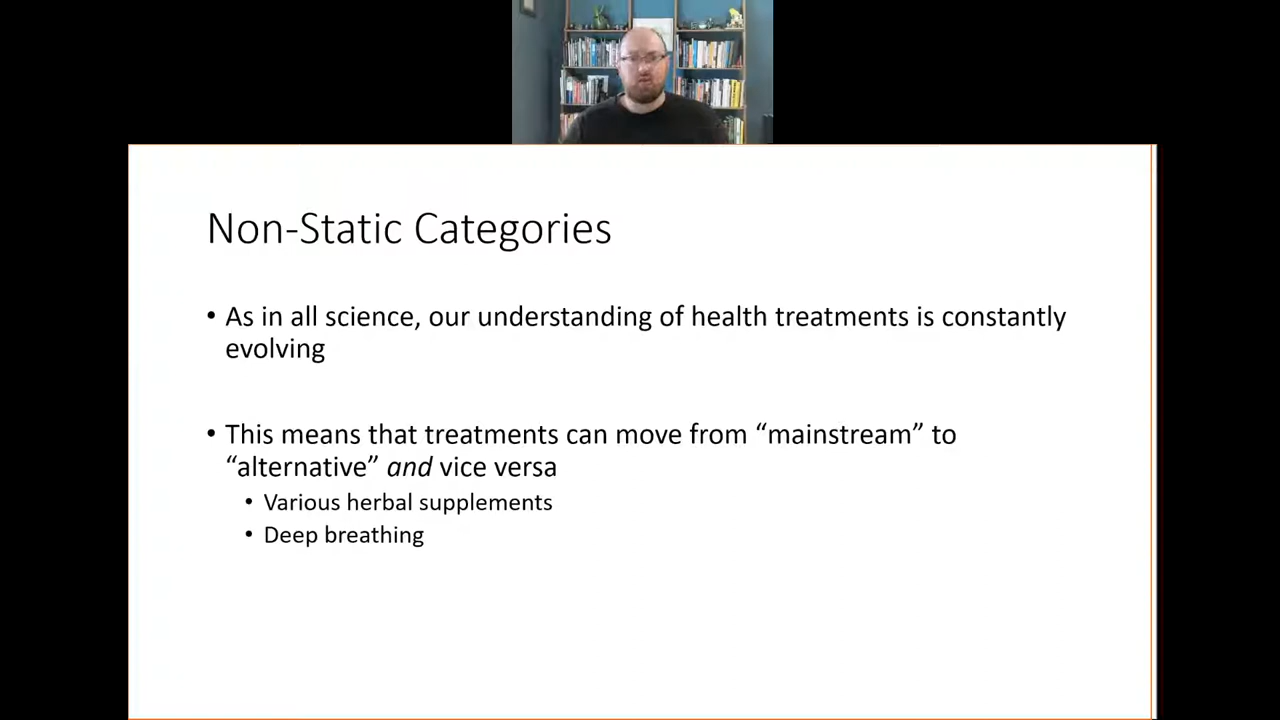 Non-Static Categories
• As in all science, our understanding of health treatments is constantly
evolving
• This means that treatments can move from “mainstream” to
“alternative” and vice versa
• Various herbal supplements
• Deep breathing